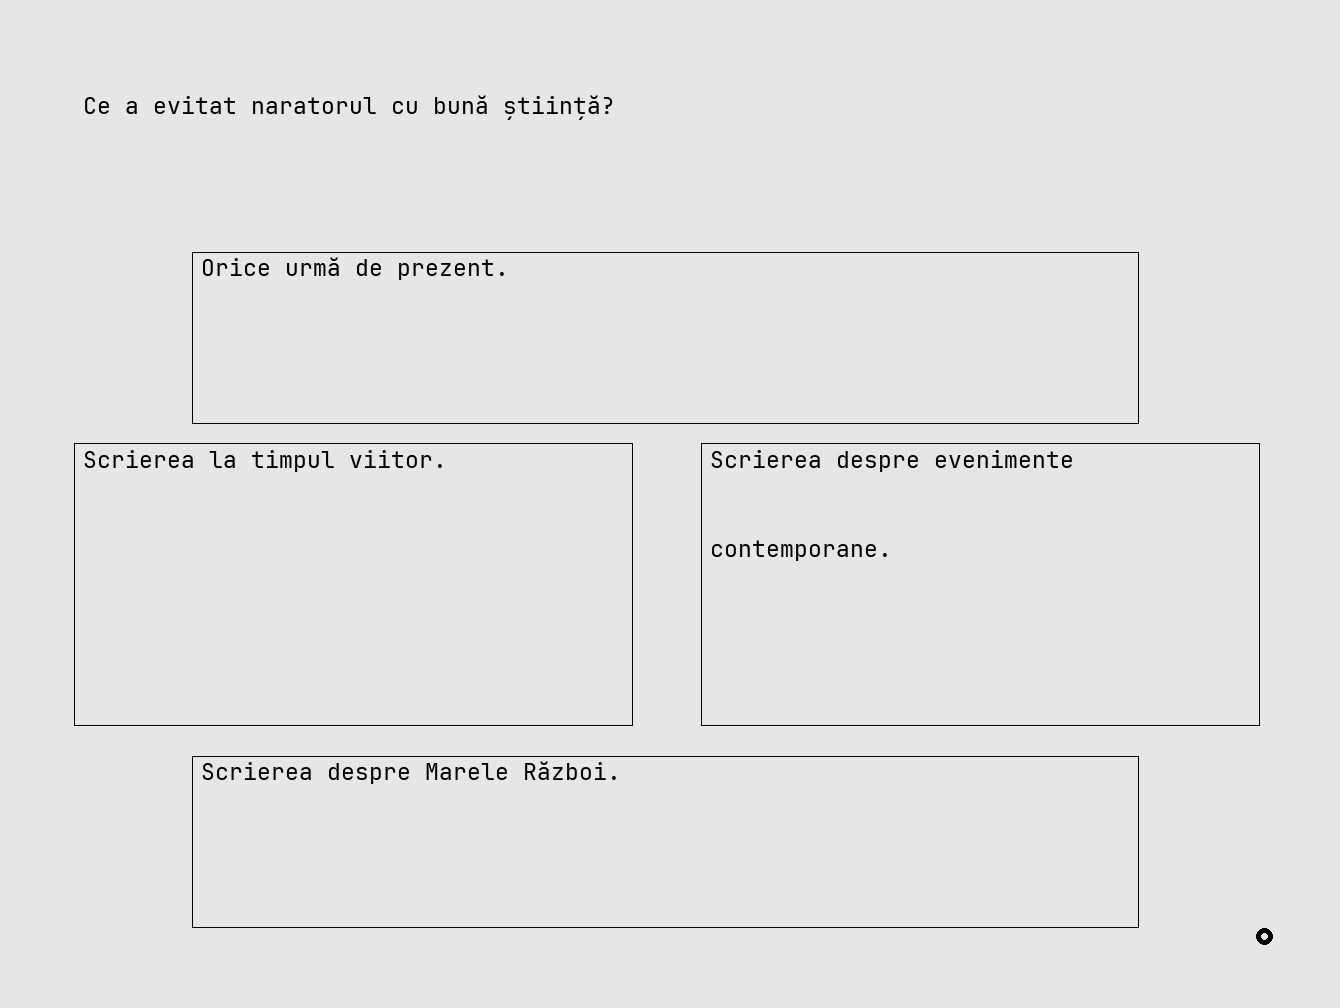 Ce a evitat naratorul cu bună știință?
Orice urmă de prezent.
Scrierea la timpul viitor.
Scrierea despre evenimente
contemporane.
Scrierea despre Marele Război.